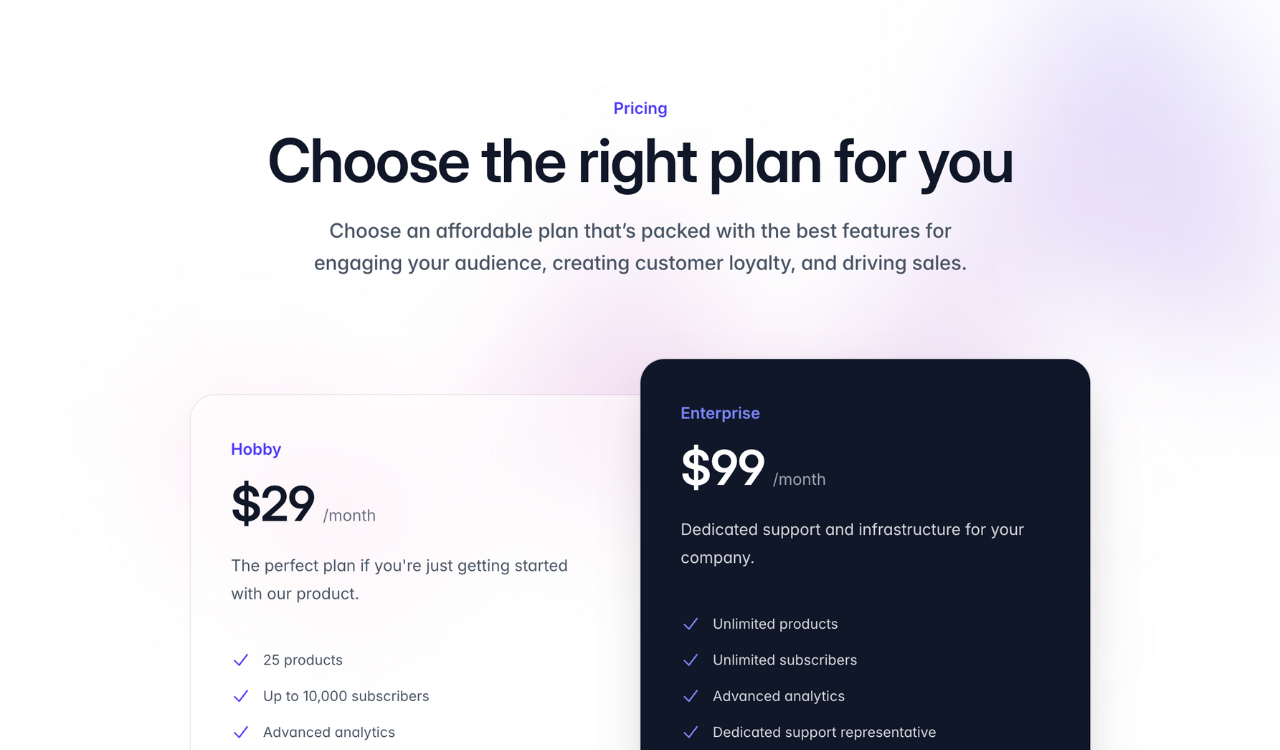 Pricing
Choose the right plan for you
Choose an affordable plan that’s packed with the best features for
engaging your audience, creating customer loyalty, and driving sales.
Hobby
$29 /month
The perfect plan if you're just getting started
with our product.
25 products
Up to 10,000 subscribers
Advanced analytics
Enterprise
$99 /month
Dedicated support and infrastructure for your
company.
Unlimited products
Unlimited subscribers
Advanced analytics
Dedicated support representative